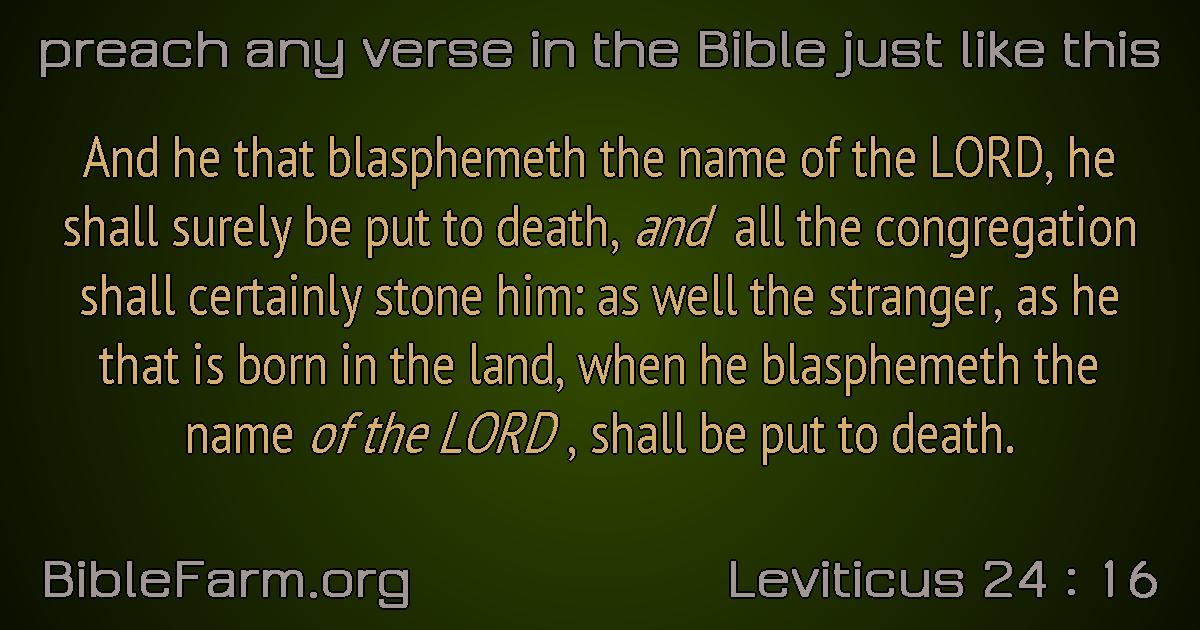 preach any verse in the Bible just like this
And he that blasphemeth the name of the LORD, he
shall surely be put to death, and all the congregation
shall certainly stone him: as well the stranger, as he
that is born in the land, when he blasphemeth the
name of the LORD , shall be put to death.
BibleFarm.org
Leviticus 24 : 16